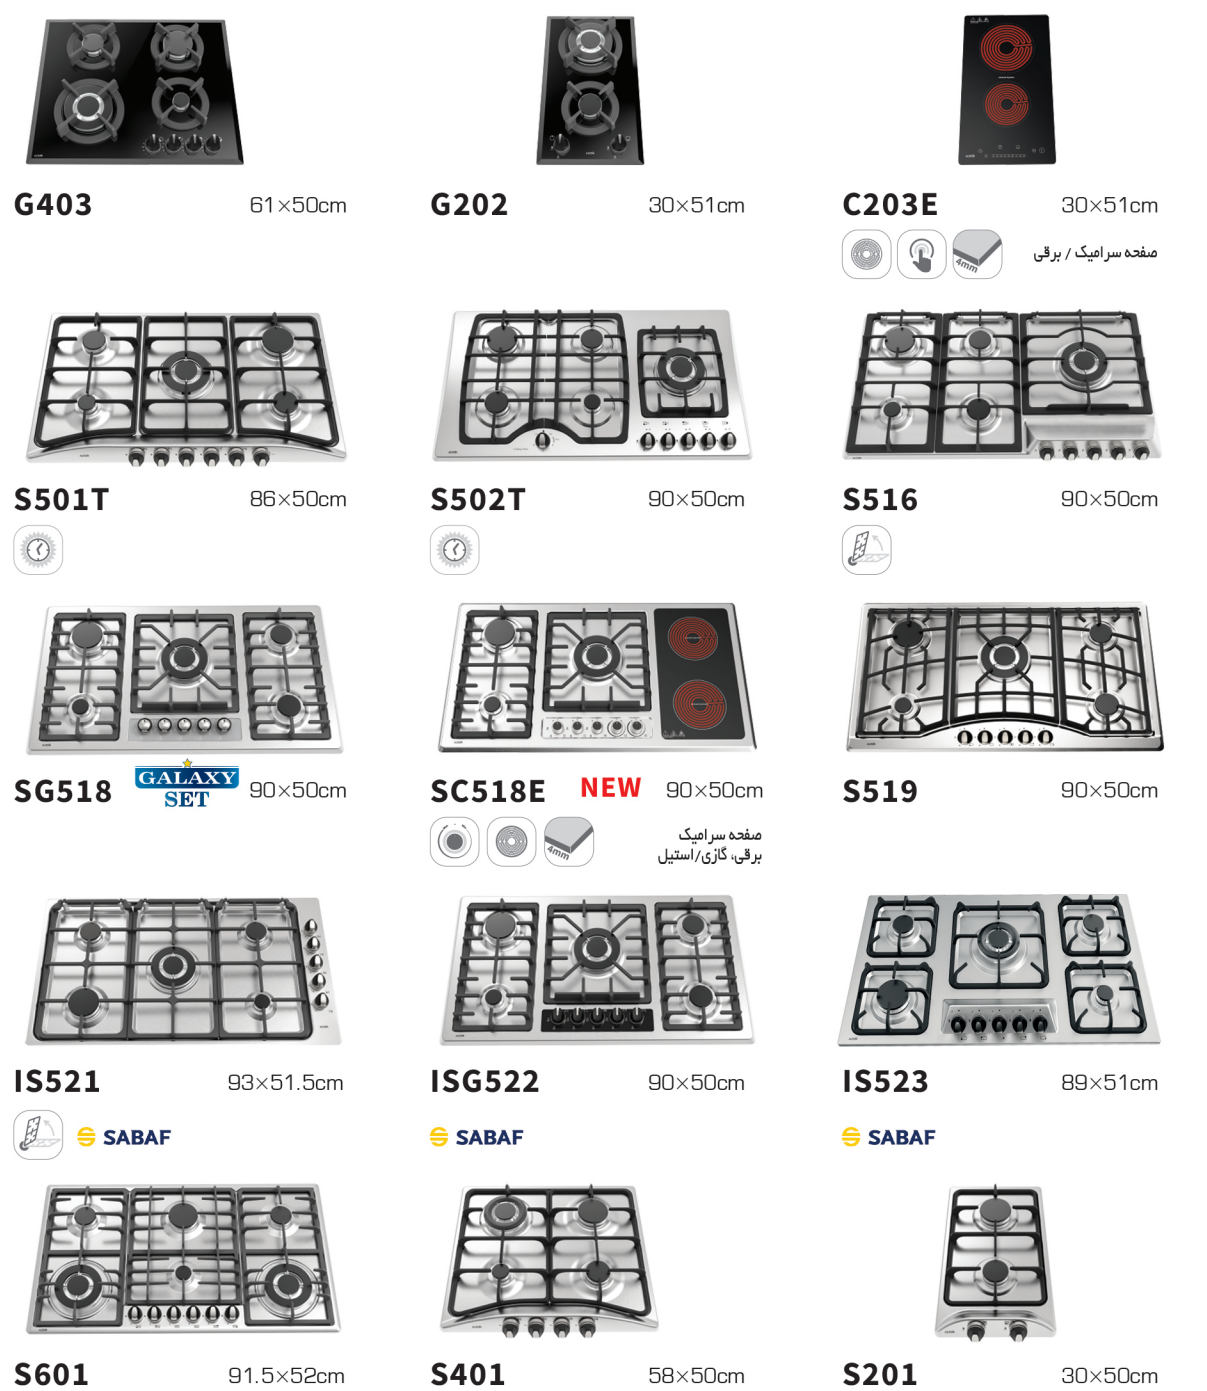 G403 61×50cm
G202 30×51cm
C203E 30×51cm
4mm
صفحه سرامیک / برقی
S501T 86×50cm
S502T 90×50cm
S516 90×50cm
SG518 GALAXY SET 90×50cm
SC518E NEW 90×50cm
4mm
صفحه سرامیک
برقی، گازی/استیل
S519 90×50cm
IS521 93×51.5cm
SABAF
ISG522 90×50cm
SABAF
IS523 89×51cm
SABAF
S601 91.5×52cm
S401 58×50cm
S201 30×50cm